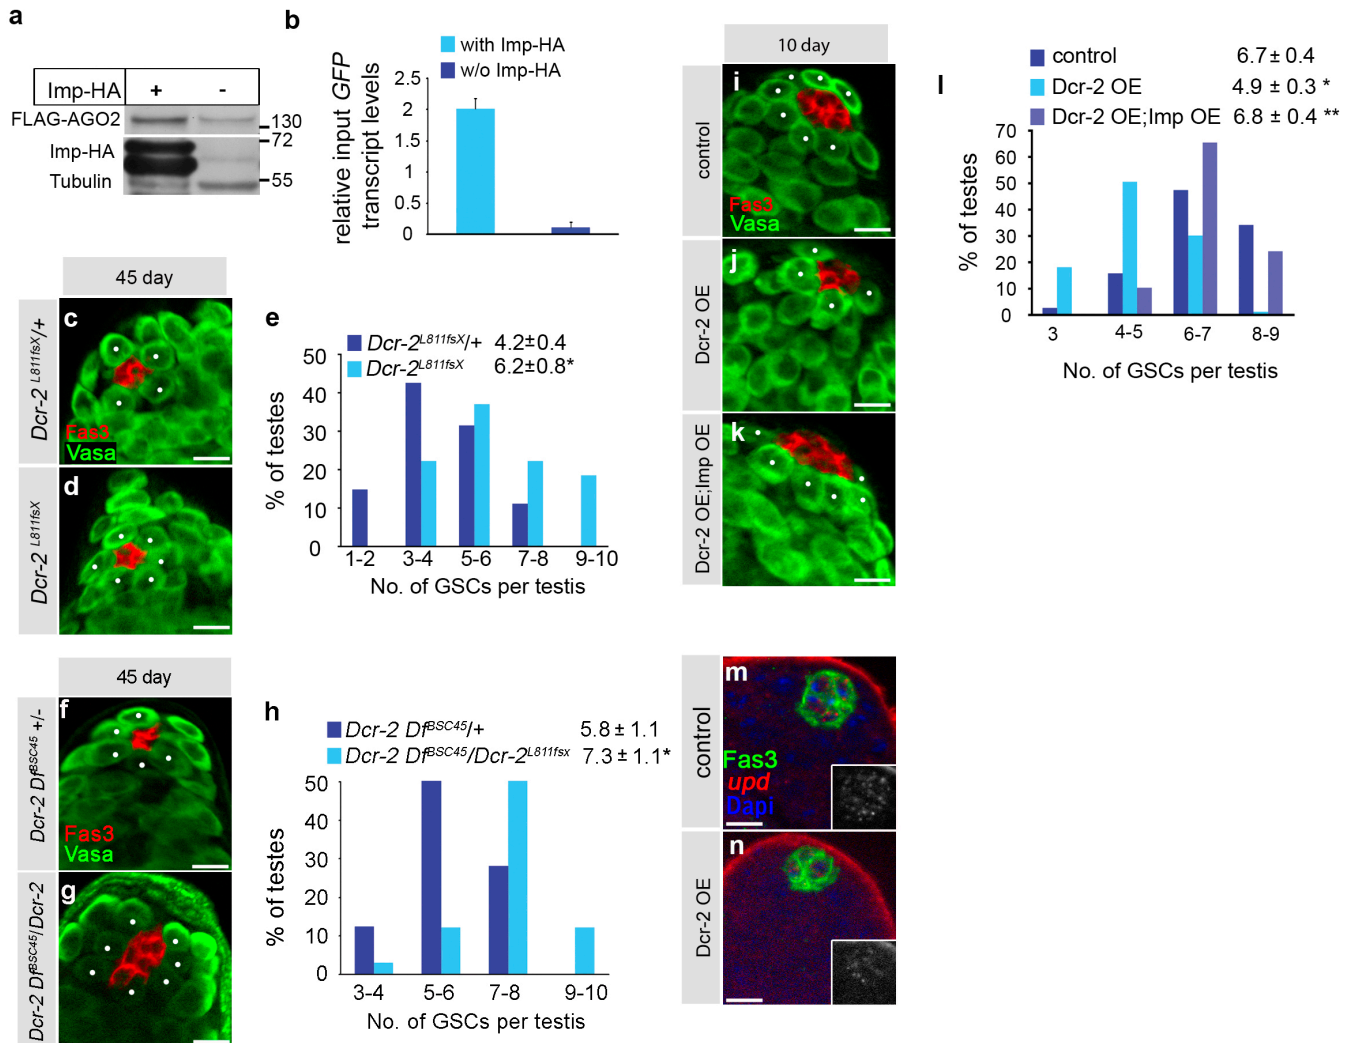 a
Imp-HA + -
FLAG-AGO2
130
72
Imp-HA
Tubulin
55
b
with Imp-HA
w/o Imp-HA
relative input GFP
transcript levels
2.5
2
1.5
1
0.5
0
45 day
c
Dcr-2 L811fsX/+
Fas3
Vasa
d
Dcr-2 L811fsX
e
Dcr-2L811fsX/+ 4.2±0.4
Dcr-2L811fsX 6.2±0.8*
% of testes
50
40
30
20
10
0
1-2 3-4 5-6 7-8 9-10
No. of GSCs per testis
45 day
f
Dcr-2 DfBSC45 +/-
Fas3
Vasa
g
Dcr-2 DfBSC45/Dcr-2
h
Dcr-2 DfBSC45/+ 5.8 ± 1.1
Dcr-2 DfBSC45/Dcr-2L811fsx 7.3 ± 1.1*
% of testes
50
40
30
20
10
0
3-4 5-6 7-8 9-10
No. of GSCs per testis
10 day
i
control
Fas3
Vasa
j
Dcr-2 OE
k
Dcr-2 OE;Imp OE
l
control 6.7± 0.4
Dcr-2 OE 4.9 ± 0.3 *
Dcr-2 OE;Imp OE 6.8 ± 0.4 **
% of testes
70
60
50
40
30
20
10
0
3 4-5 6-7 8-9
No. of GSCs per testis
m
control
Fas3
upd
Dapi
n
Dcr-2 OE